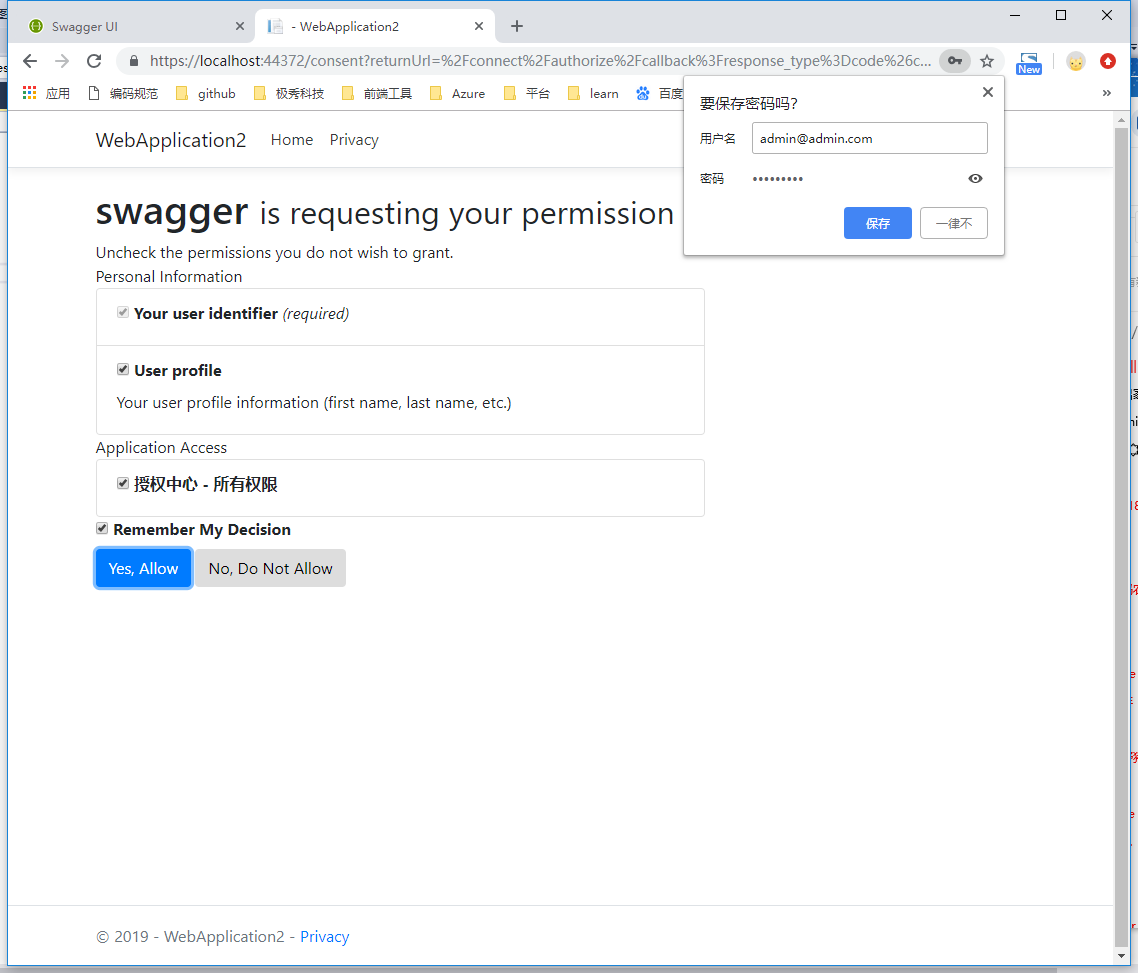 Swagger UI
- WebApplication2
https://localhost:44372/consent?returnUrl=%2Fconnect%2Fauthorize%2Fcallback%3Fresponse_type%3Dcode%26c...
New
应用
编码规范
github
极秀科技
前端工具
Azure
平台
learn
百度
»
要保存密码吗?
用户名
admin@admin.com
密码
•••••••••
保存
一律不
WebApplication2
Home
Privacy
swagger is requesting your permission
Uncheck the permissions you do not wish to grant.
Personal Information
Your user identifier (required)
User profile
Your user profile information (first name, last name, etc.)
Application Access
授权中心 - 所有权限
Remember My Decision
Yes, Allow
No, Do Not Allow
© 2019 - WebApplication2 - Privacy